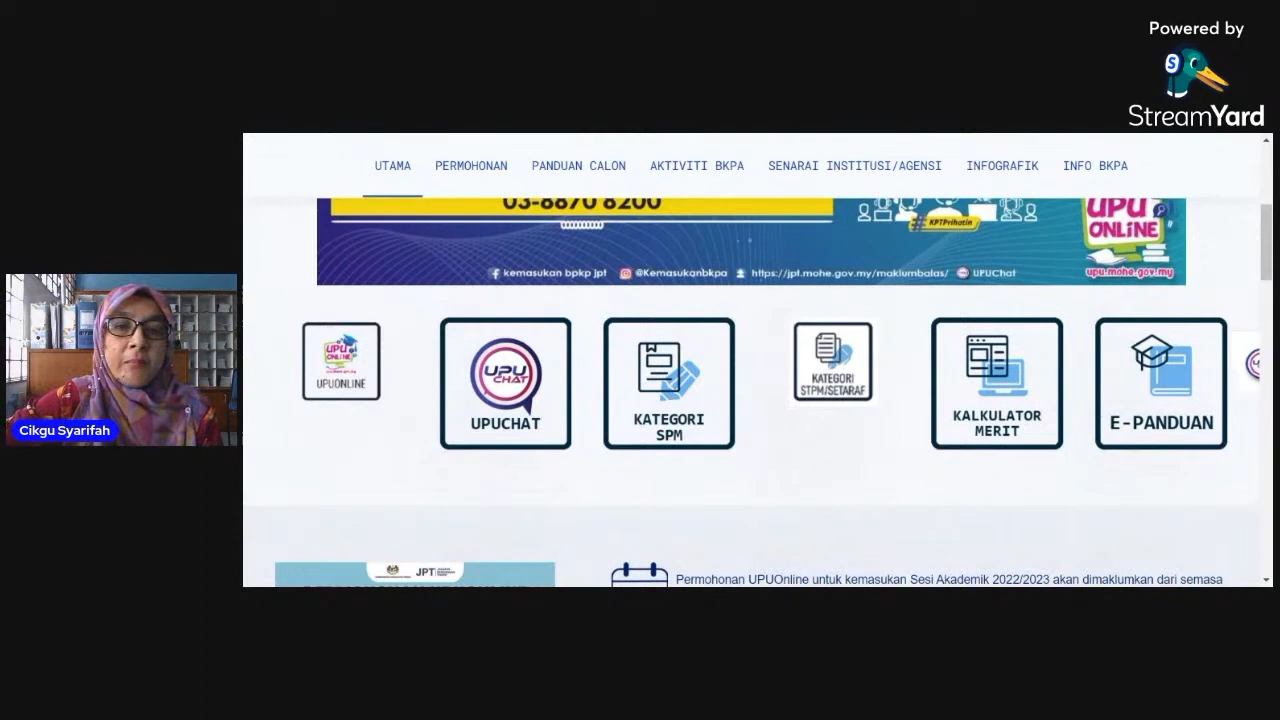 Powered by
StreamYard
UTAMA PERMOHONAN PANDUAN CALON AKTIVITI BKPA SENARAI INSTITUSI/AGENSI INFOGRAFIK INFO BKPA
03-8870 8200
#KPTPrihatin
UPU
ONLINE
kemasukan bpkp jpt @Kemasukanbkpa https://jpt.mohe.gov.my/maklumbalas/ UPUChat
upu.mohe.gov.my
UPU
ONLINE
UPUONLINE
UPU
CHAT
UPUCHAT
KATEGORI
SPM
KATEGORI
STPM/SETARAF
KALKULATOR
MERIT
E-PANDUAN
Cikgu Syarifah
JPT
Permohonan UPUOnline untuk kemasukan Sesi Akademik 2022/2023 akan dimaklumkan dari semasa